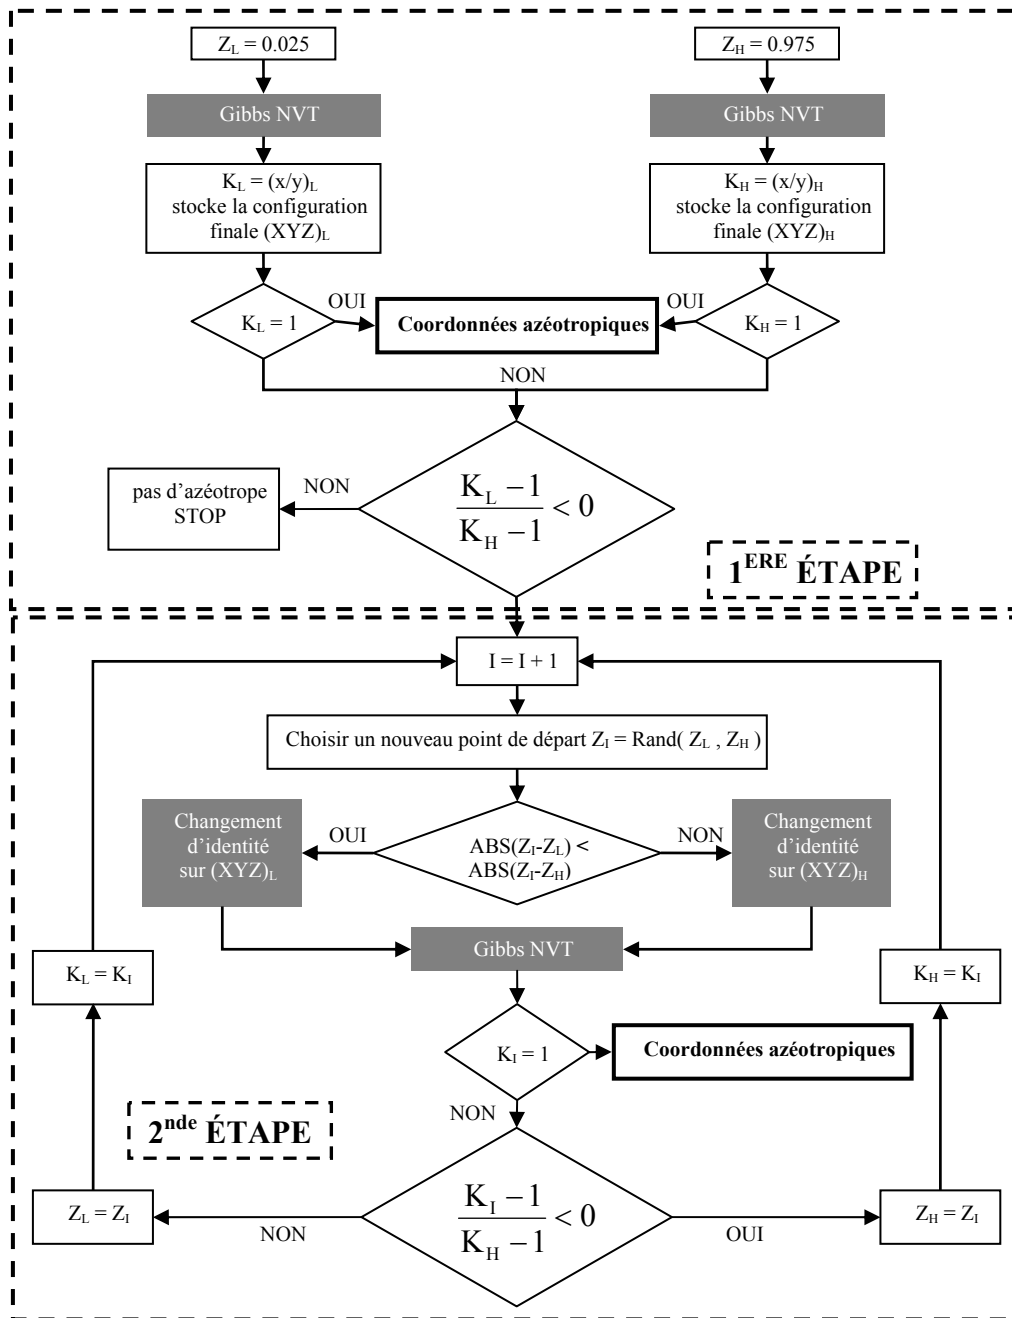 Z_L = 0.025
Z_H = 0.975
Gibbs NVT
Gibbs NVT
K_L = (x/y)_L
stocke la configuration
finale (XYZ)_L
K_H = (x/y)_H
stocke la configuration
finale (XYZ)_H
K_L = 1
OUI
Coordonnées azéotropiques
OUI
K_H = 1
NON
pas d'azéotrope
STOP
NON
K_L − 1
K_H − 1
< 0
1^ERE ÉTAPE
I = I + 1
Choisir un nouveau point de départ Z_I = Rand( Z_L , Z_H )
Changement
d'identité
sur (XYZ)_L
OUI
ABS(Z_I-Z_L) <
ABS(Z_I-Z_H)
NON
Changement
d'identité
sur (XYZ)_H
Gibbs NVT
K_L = K_I
K_H = K_I
K_I = 1
Coordonnées azéotropiques
NON
2^nde ÉTAPE
Z_L = Z_I
NON
K_I − 1
K_H − 1
< 0
OUI
Z_H = Z_I